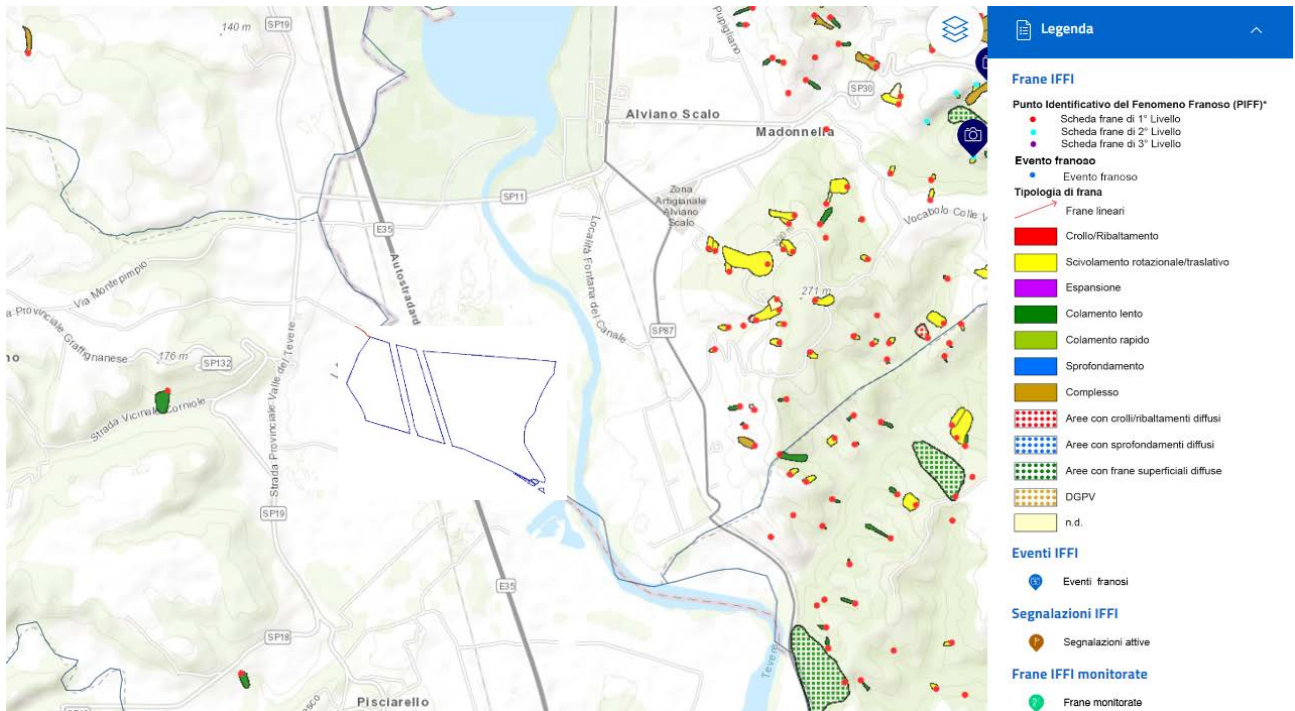 SP19
140 m
Pupigliano
SP30
Alviano Scalo
Madonnella
SP11
Zona
Artigianale
Alviano
Scalo
E35
Autostrada
Località Fontana del Canale
Via Montepimpio
Provinciale Graffignanese
176 m
SP132
Strada Vicinale Corniole
Strada Provinciale Valle del Tevere
SP87
271 m
SP19
E35
SP18
Pisciarello
Tevere
Legenda
Frane IFFI
Punto Identificativo del Fenomeno Franoso (PIFF)*
Scheda frane di 1° Livello
Scheda frane di 2° Livello
Scheda frane di 3° Livello
Evento franoso
Evento franoso
Tipologia di frana
Frane lineari
Crollo/Ribaltamento
Scivolamento rotazionale/traslativo
Espansione
Colamento lento
Colamento rapido
Sprofondamento
Complesso
Aree con crolli/ribaltamenti diffusi
Aree con sprofondamenti diffusi
Aree con frane superficiali diffuse
DGPV
n.d.
Eventi IFFI
Eventi franosi
Segnalazioni IFFI
Segnalazioni attive
Frane IFFI monitorate
Frane monitorate